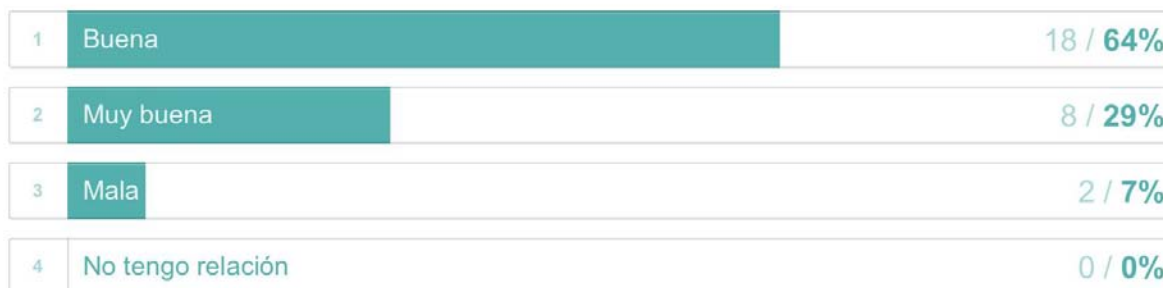 1 Buena 18 / 64%
2 Muy buena 8 / 29%
3 Mala 2 / 7%
4 No tengo relación 0 / 0%